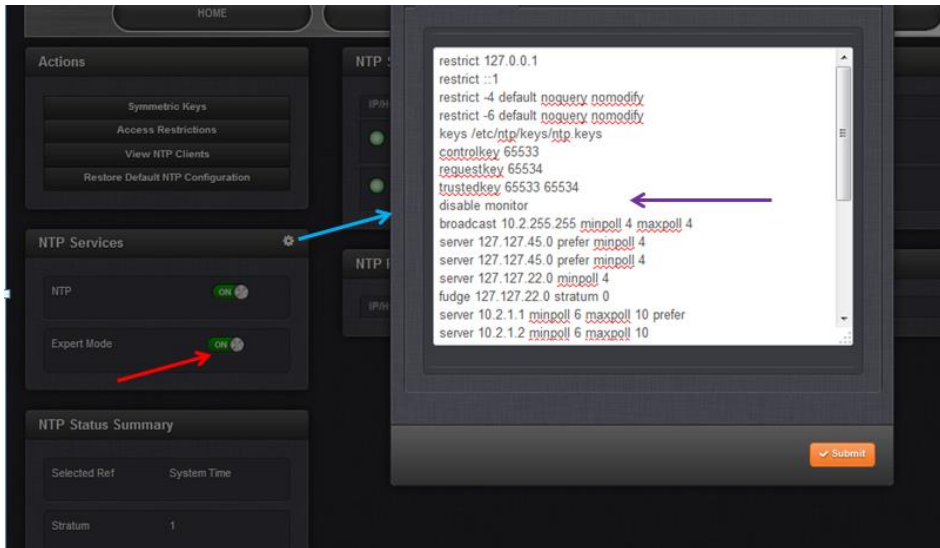 HOME
Actions
Symmetric Keys
Access Restrictions
View NTP Clients
Restore Default NTP Configuration
NTP Services
NTP
ON
Expert Mode
ON
NTP Status Summary
Selected Ref System Time
Stratum 1
NTP
IP/H
NTP
IP/H
restrict 127.0.0.1
restrict ::1
restrict -4 default noquery nomodify
restrict -6 default noquery nomodify
keys /etc/ntp/keys/ntp.keys
controlkey 65533
requestkey 65534
trustedkey 65533 65534
disable monitor
broadcast 10.2.255.255 minpoll 4 maxpoll 4
server 127.127.45.0 prefer minpoll 4
server 127.127.45.0 prefer minpoll 4
server 127.127.22.0 minpoll 4
fudge 127.127.22.0 stratum 0
server 10.2.1.1 minpoll 6 maxpoll 10 prefer
server 10.2.1.2 minpoll 6 maxpoll 10
Submit